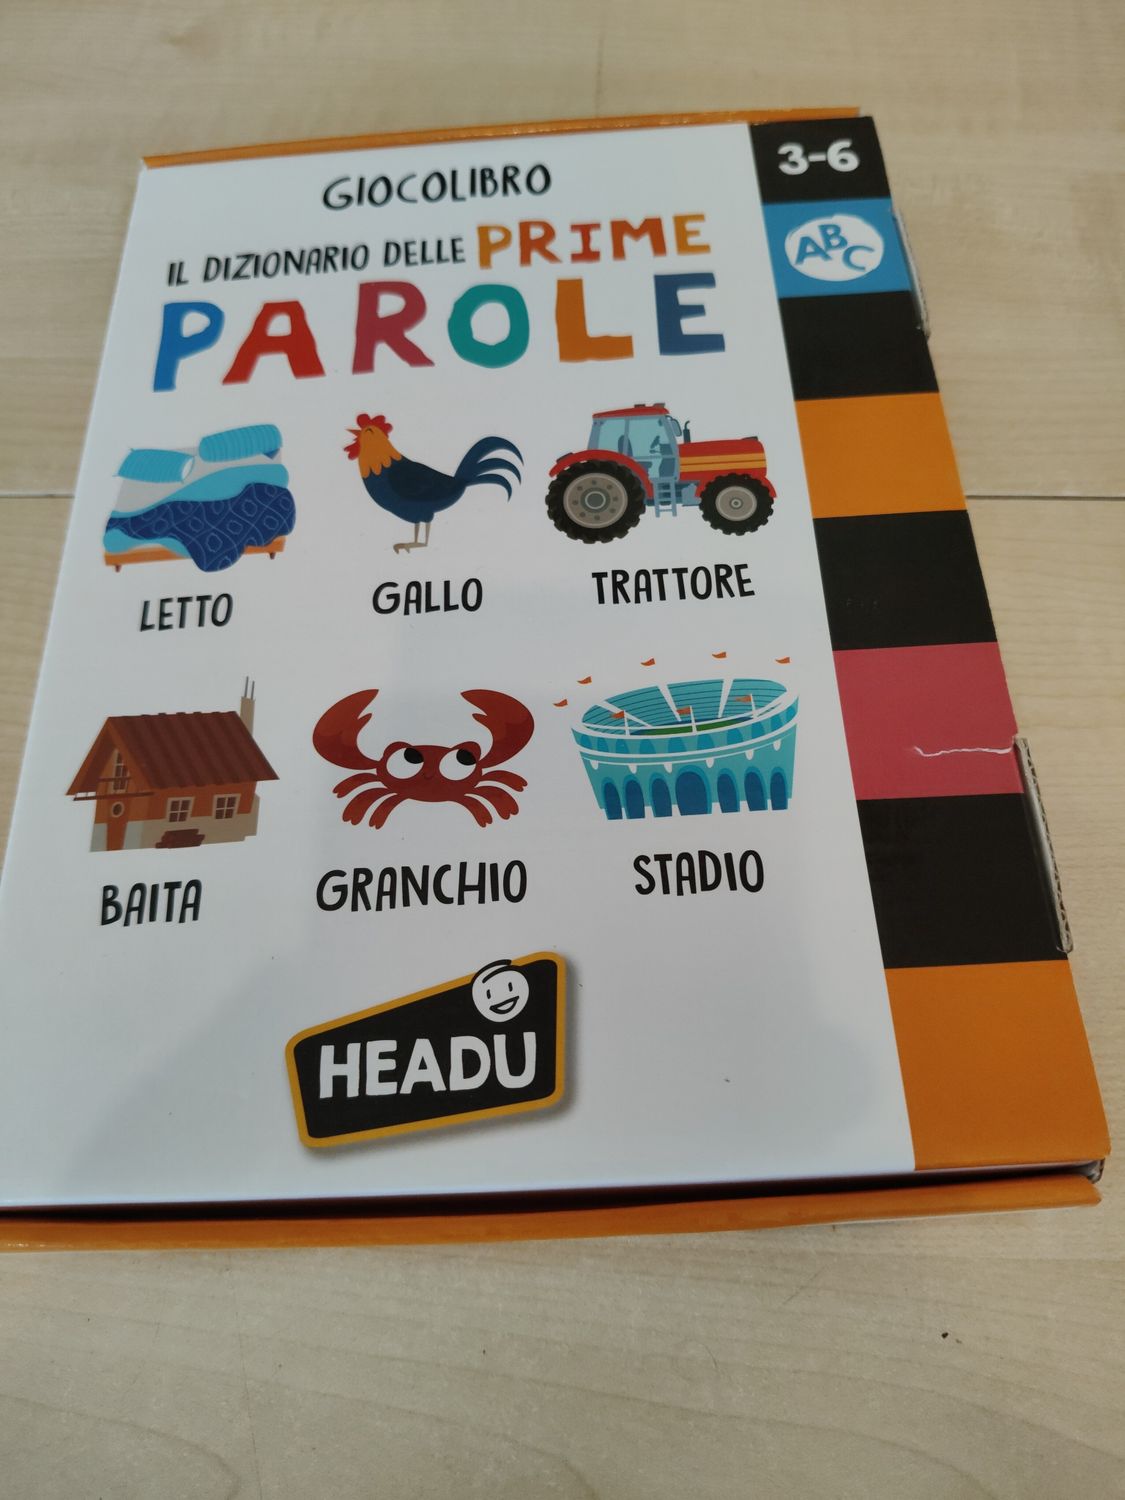 3-6
ABC
GIOCOLIBRO
IL DIZIONARIO DELLE PRIME
PAROLE
LETTO
GALLO
TRATTORE
BAITA
GRANCHIO
STADIO
HEADU